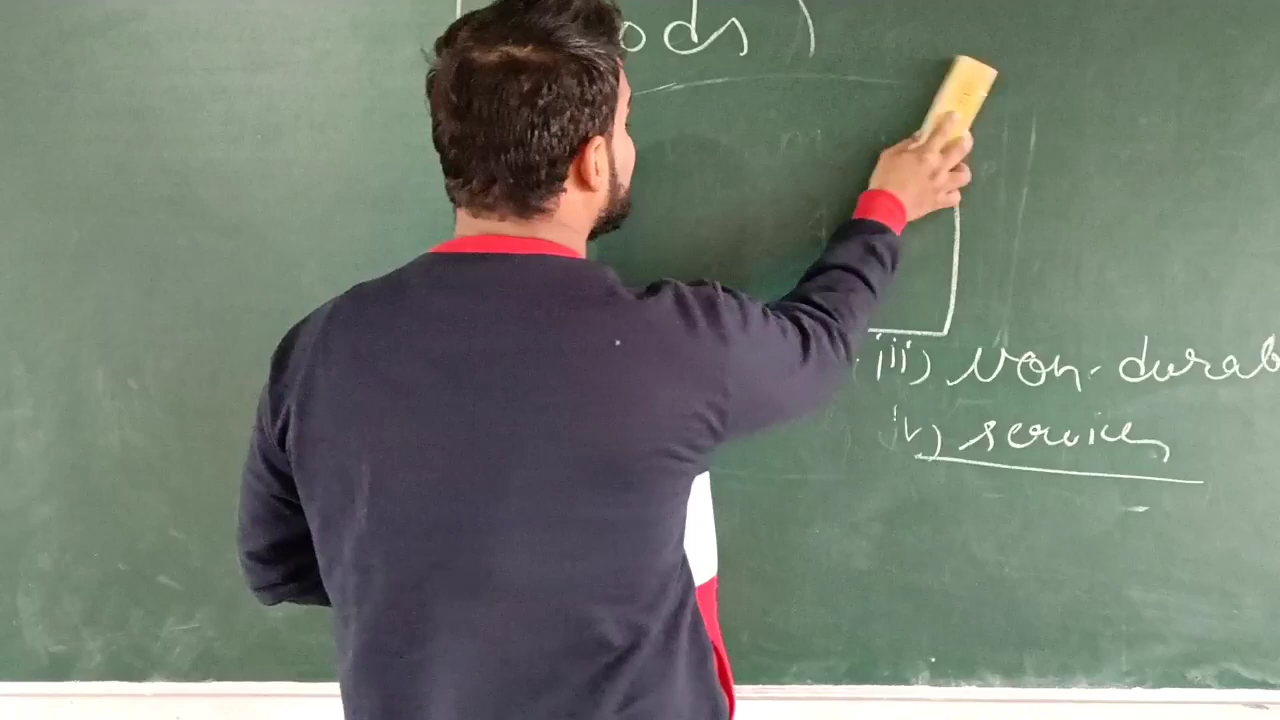 ods )
iii) Non-durab
iv) services